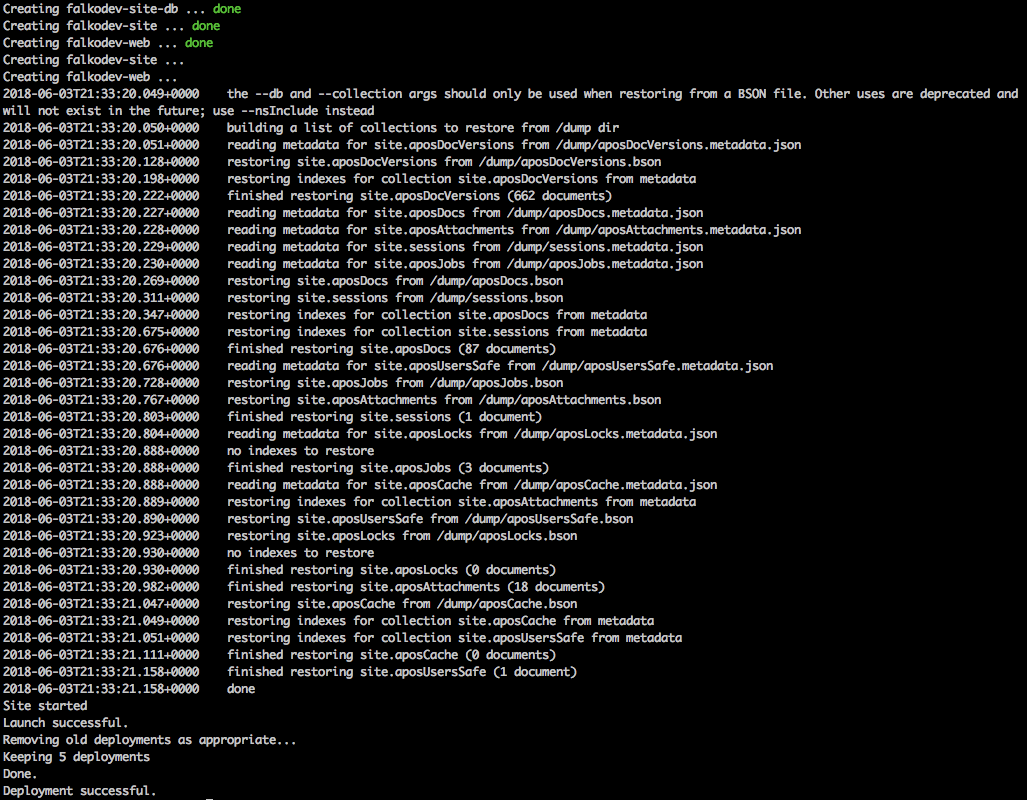 Creating falkodev-site-db ... done
Creating falkodev-site ... done
Creating falkodev-web ... done
Creating falkodev-site ...
Creating falkodev-web ...
2018-06-03T21:33:20.049+0000    the --db and --collection args should only be used when restoring from a BSON file. Other uses are deprecated and
will not exist in the future; use --nsInclude instead
2018-06-03T21:33:20.050+0000    building a list of collections to restore from /dump dir
2018-06-03T21:33:20.051+0000    reading metadata for site.aposDocVersions from /dump/aposDocVersions.metadata.json
2018-06-03T21:33:20.128+0000    restoring site.aposDocVersions from /dump/aposDocVersions.bson
2018-06-03T21:33:20.198+0000    restoring indexes for collection site.aposDocVersions from metadata
2018-06-03T21:33:20.222+0000    finished restoring site.aposDocVersions (662 documents)
2018-06-03T21:33:20.227+0000    reading metadata for site.aposDocs from /dump/aposDocs.metadata.json
2018-06-03T21:33:20.228+0000    reading metadata for site.aposAttachments from /dump/aposAttachments.metadata.json
2018-06-03T21:33:20.229+0000    reading metadata for site.sessions from /dump/sessions.metadata.json
2018-06-03T21:33:20.230+0000    reading metadata for site.aposJobs from /dump/aposJobs.metadata.json
2018-06-03T21:33:20.269+0000    restoring site.aposDocs from /dump/aposDocs.bson
2018-06-03T21:33:20.311+0000    restoring site.sessions from /dump/sessions.bson
2018-06-03T21:33:20.347+0000    restoring indexes for collection site.aposDocs from metadata
2018-06-03T21:33:20.675+0000    restoring indexes for collection site.sessions from metadata
2018-06-03T21:33:20.676+0000    finished restoring site.aposDocs (87 documents)
2018-06-03T21:33:20.676+0000    reading metadata for site.aposUsersSafe from /dump/aposUsersSafe.metadata.json
2018-06-03T21:33:20.728+0000    restoring site.aposJobs from /dump/aposJobs.bson
2018-06-03T21:33:20.767+0000    restoring site.aposAttachments from /dump/aposAttachments.bson
2018-06-03T21:33:20.803+0000    finished restoring site.sessions (1 document)
2018-06-03T21:33:20.804+0000    reading metadata for site.aposLocks from /dump/aposLocks.metadata.json
2018-06-03T21:33:20.888+0000    no indexes to restore
2018-06-03T21:33:20.888+0000    finished restoring site.aposJobs (3 documents)
2018-06-03T21:33:20.888+0000    reading metadata for site.aposCache from /dump/aposCache.metadata.json
2018-06-03T21:33:20.889+0000    restoring indexes for collection site.aposAttachments from metadata
2018-06-03T21:33:20.890+0000    restoring site.aposUsersSafe from /dump/aposUsersSafe.bson
2018-06-03T21:33:20.923+0000    restoring site.aposLocks from /dump/aposLocks.bson
2018-06-03T21:33:20.930+0000    no indexes to restore
2018-06-03T21:33:20.930+0000    finished restoring site.aposLocks (0 documents)
2018-06-03T21:33:20.982+0000    finished restoring site.aposAttachments (18 documents)
2018-06-03T21:33:21.047+0000    restoring site.aposCache from /dump/aposCache.bson
2018-06-03T21:33:21.049+0000    restoring indexes for collection site.aposCache from metadata
2018-06-03T21:33:21.051+0000    restoring indexes for collection site.aposUsersSafe from metadata
2018-06-03T21:33:21.111+0000    finished restoring site.aposCache (0 documents)
2018-06-03T21:33:21.158+0000    finished restoring site.aposUsersSafe (1 document)
2018-06-03T21:33:21.158+0000    done
Site started
Launch successful.
Removing old deployments as appropriate...
Keeping 5 deployments
Done.
Deployment successful.